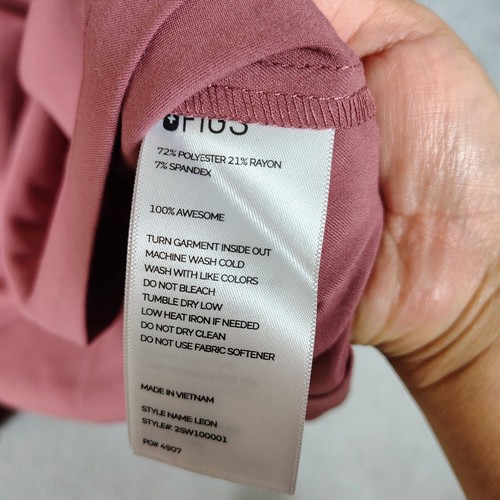 FIGS
72% POLYESTER 21% RAYON
7% SPANDEX
100% AWESOME
TURN GARMENT INSIDE OUT
MACHINE WASH COLD
WASH WITH LIKE COLORS
DO NOT BLEACH
TUMBLE DRY LOW
LOW HEAT IRON IF NEEDED
DO NOT DRY CLEAN
DO NOT USE FABRIC SOFTENER
MADE IN VIETNAM
STYLE NAME: LEON
STYLE#: 2SW100001
PO# 4907